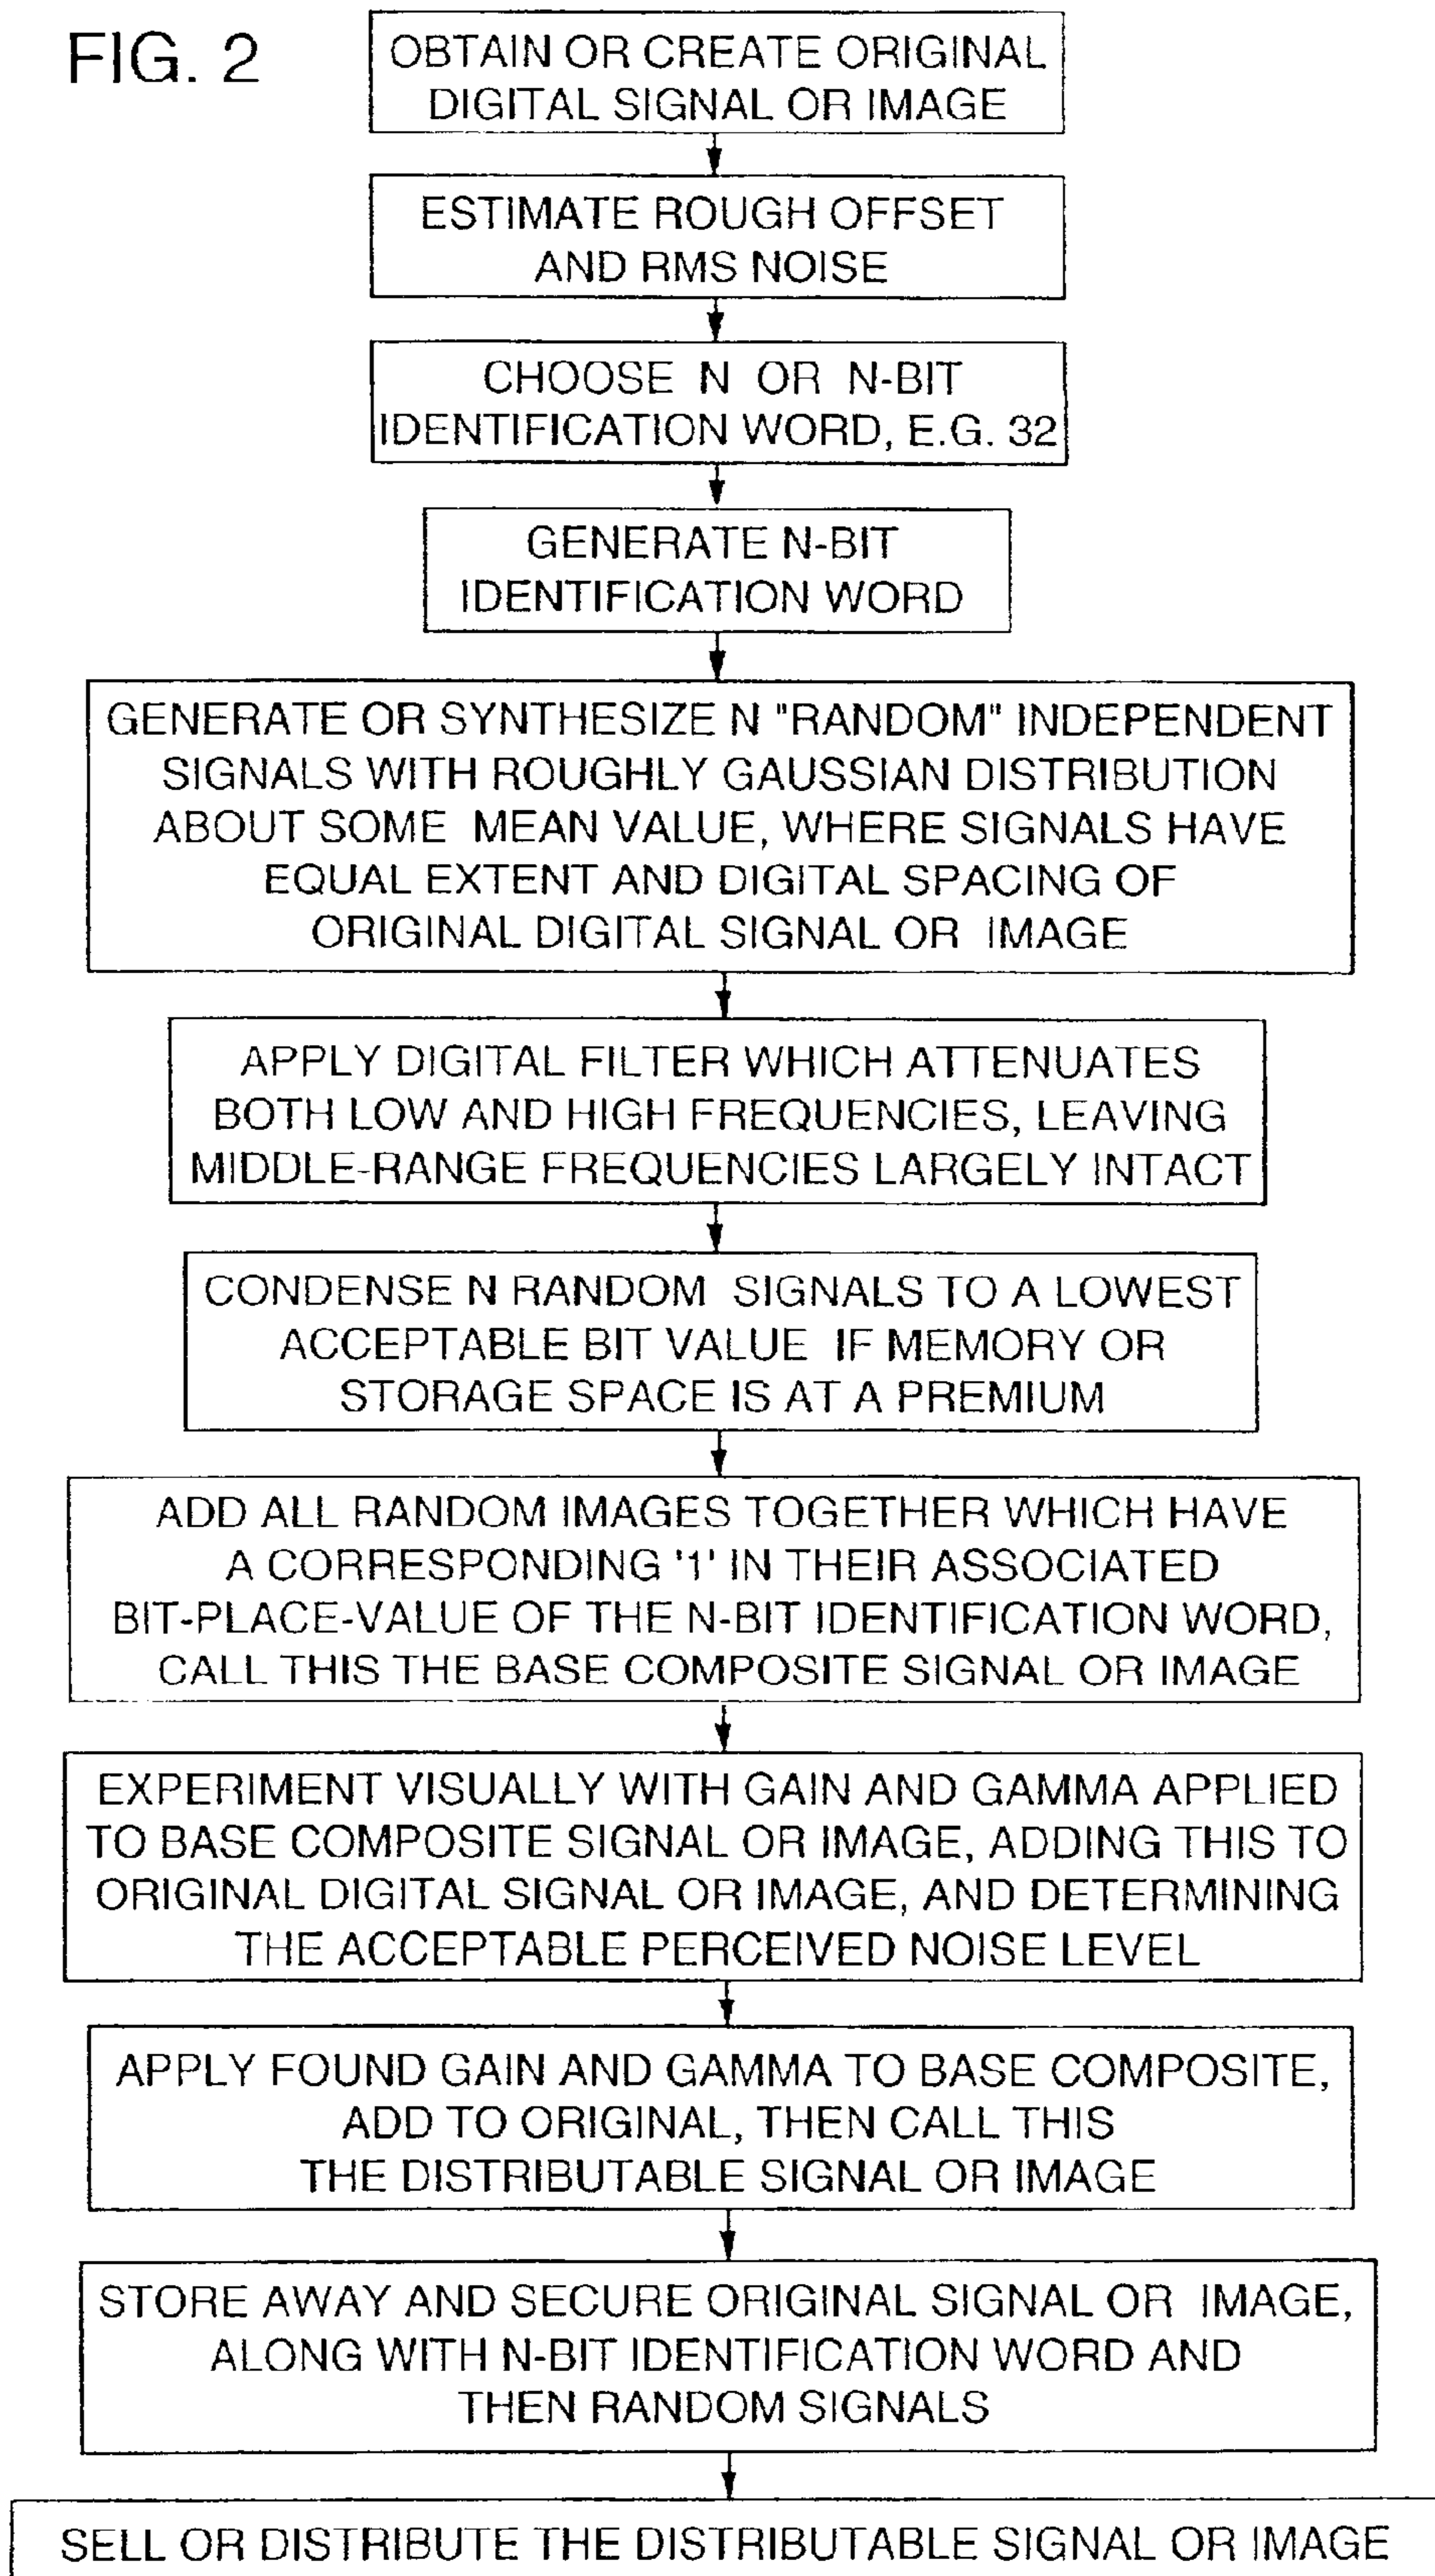 FIG. 2
OBTAIN OR CREATE ORIGINAL
DIGITAL SIGNAL OR IMAGE
ESTIMATE ROUGH OFFSET
AND RMS NOISE
CHOOSE N OR N-BIT
IDENTIFICATION WORD, E.G. 32
GENERATE N-BIT
IDENTIFICATION WORD
GENERATE OR SYNTHESIZE N "RANDOM" INDEPENDENT
SIGNALS WITH ROUGHLY GAUSSIAN DISTRIBUTION
ABOUT SOME MEAN VALUE, WHERE SIGNALS HAVE
EQUAL EXTENT AND DIGITAL SPACING OF
ORIGINAL DIGITAL SIGNAL OR IMAGE
APPLY DIGITAL FILTER WHICH ATTENUATES
BOTH LOW AND HIGH FREQUENCIES, LEAVING
MIDDLE-RANGE FREQUENCIES LARGELY INTACT
CONDENSE N RANDOM SIGNALS TO A LOWEST
ACCEPTABLE BIT VALUE IF MEMORY OR
STORAGE SPACE IS AT A PREMIUM
ADD ALL RANDOM IMAGES TOGETHER WHICH HAVE
A CORRESPONDING '1' IN THEIR ASSOCIATED
BIT-PLACE-VALUE OF THE N-BIT IDENTIFICATION WORD,
CALL THIS THE BASE COMPOSITE SIGNAL OR IMAGE
EXPERIMENT VISUALLY WITH GAIN AND GAMMA APPLIED
TO BASE COMPOSITE SIGNAL OR IMAGE, ADDING THIS TO
ORIGINAL DIGITAL SIGNAL OR IMAGE, AND DETERMINING
THE ACCEPTABLE PERCEIVED NOISE LEVEL
APPLY FOUND GAIN AND GAMMA TO BASE COMPOSITE,
ADD TO ORIGINAL, THEN CALL THIS
THE DISTRIBUTABLE SIGNAL OR IMAGE
STORE AWAY AND SECURE ORIGINAL SIGNAL OR IMAGE,
ALONG WITH N-BIT IDENTIFICATION WORD AND
THEN RANDOM SIGNALS
SELL OR DISTRIBUTE THE DISTRIBUTABLE SIGNAL OR IMAGE